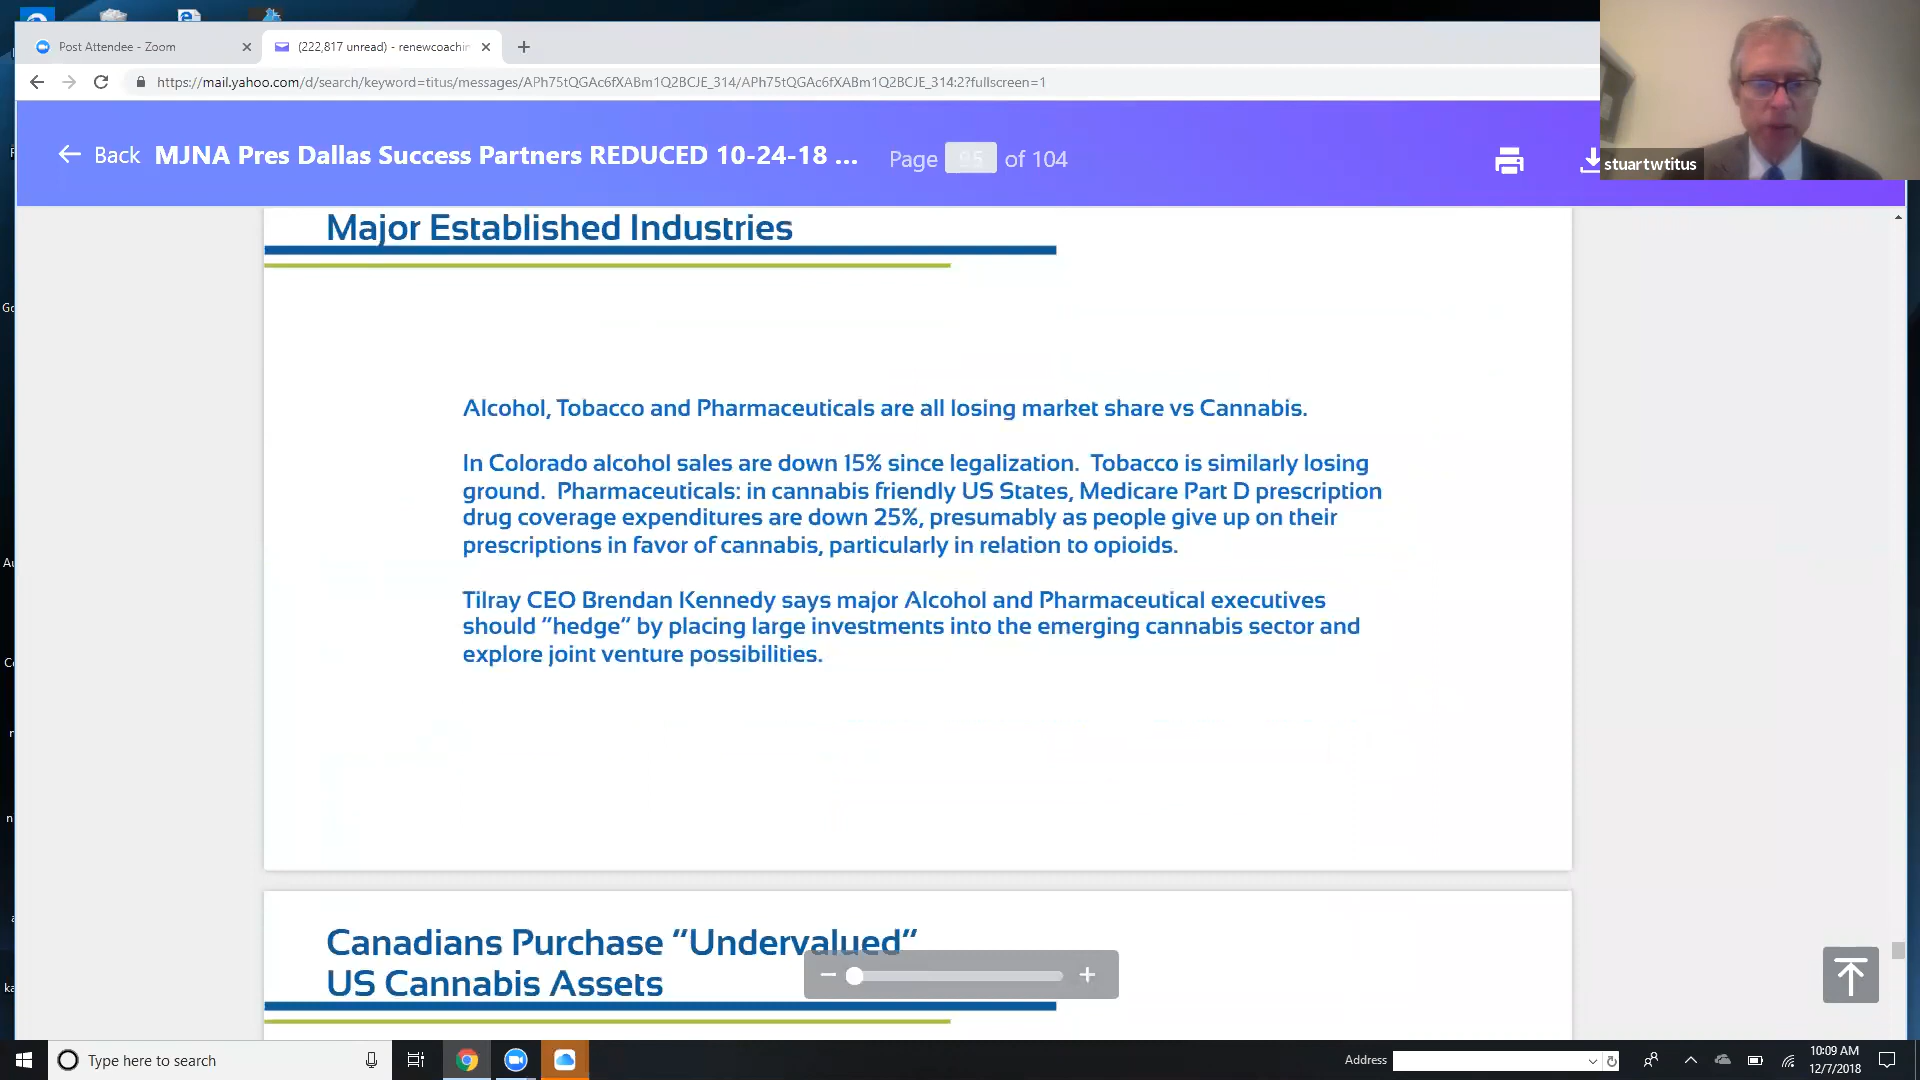 Post Attendee - Zoom
(222,817 unread) - renewcoachin
https://mail.yahoo.com/d/search/keyword=titus/messages/APh75tQGAc6fXABm1Q2BCJE_314/APh75tQGAc6fXABm1Q2BCJE_314:2?fullscreen=1
Back MJNA Pres Dallas Success Partners REDUCED 10-24-18 ... Page 95 of 104
stuartwtitus
Major Established Industries
Alcohol, Tobacco and Pharmaceuticals are all losing market share vs Cannabis.
In Colorado alcohol sales are down 15% since legalization. Tobacco is similarly losing
ground. Pharmaceuticals: in cannabis friendly US States, Medicare Part D prescription
drug coverage expenditures are down 25%, presumably as people give up on their
prescriptions in favor of cannabis, particularly in relation to opioids.
Tilray CEO Brendan Kennedy says major Alcohol and Pharmaceutical executives
should "hedge" by placing large investments into the emerging cannabis sector and
explore joint venture possibilities.
Canadians Purchase "Undervalued"
US Cannabis Assets
Type here to search
Address
10:09 AM
12/7/2018